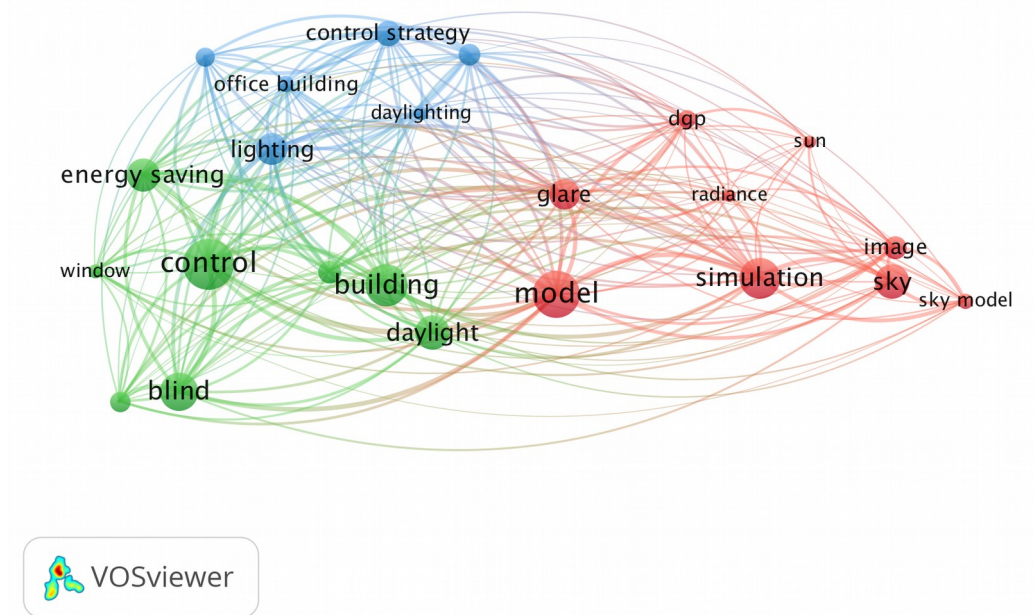 control strategy
office building
daylighting
dgp
sun
lighting
energy saving
glare
radiance
image
window
control
building
model
simulation
sky
sky model
daylight
blind
VOSviewer